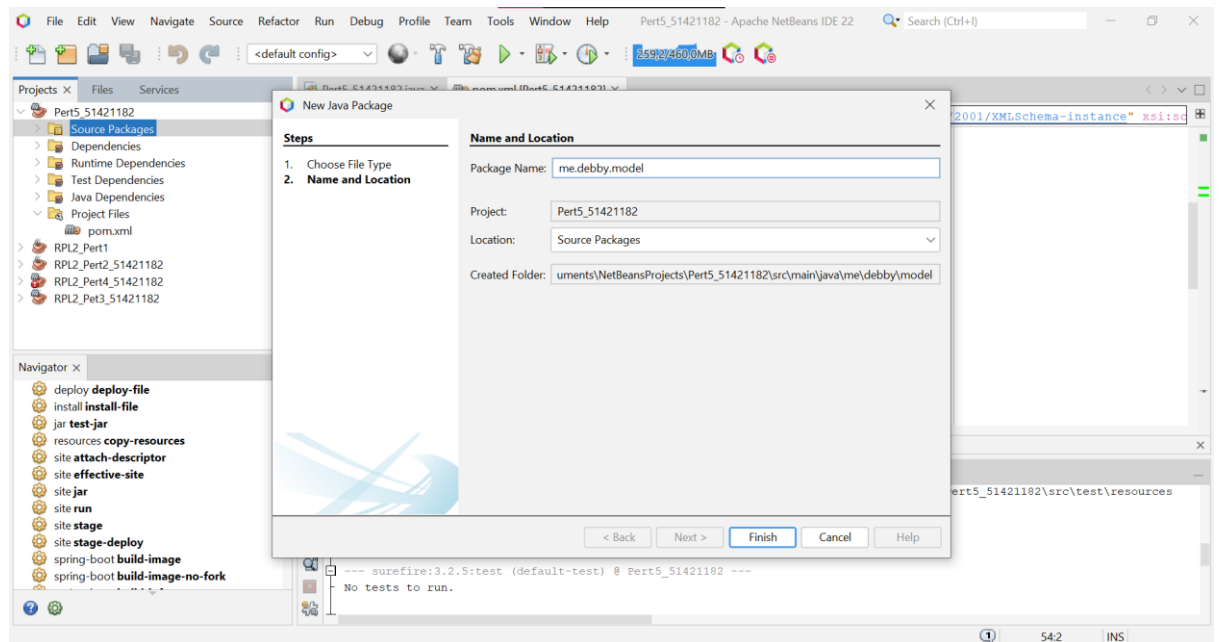 File Edit View Navigate Source Refactor Run Debug Profile Team Tools Window Help Pert5_51421182 - Apache NetBeans IDE 22 Search (Ctrl+I)
<default config> 259,2/460,0MB
Projects Files Services
Pert5_51421182
Source Packages
Dependencies
Runtime Dependencies
Test Dependencies
Java Dependencies
Project Files
pom.xml
RPL2_Pert1
RPL2_Pert2_51421182
RPL2_Pert4_51421182
RPL2_Pet3_51421182
Navigator
deploy deploy-file
install install-file
jar test-jar
resources copy-resources
site attach-descriptor
site effective-site
site jar
site run
site stage
site stage-deploy
spring-boot build-image
spring-boot build-image-no-fork
Pert5_51421182.java pom.xml [Pert5_51421182]
/2001/XMLSchema-instance" xsi:sc
New Java Package
Steps
1. Choose File Type
2. Name and Location
Name and Location
Package Name: me.debby.model
Project: Pert5_51421182
Location: Source Packages
Created Folder: uments\NetBeansProjects\Pert5_51421182\src\main\java\me\debby\model
< Back Next > Finish Cancel Help
ert5_51421182\src\test\resources
--- surefire:3.2.5:test (default-test) @ Pert5_51421182 ---
No tests to run.
1 54:2 INS